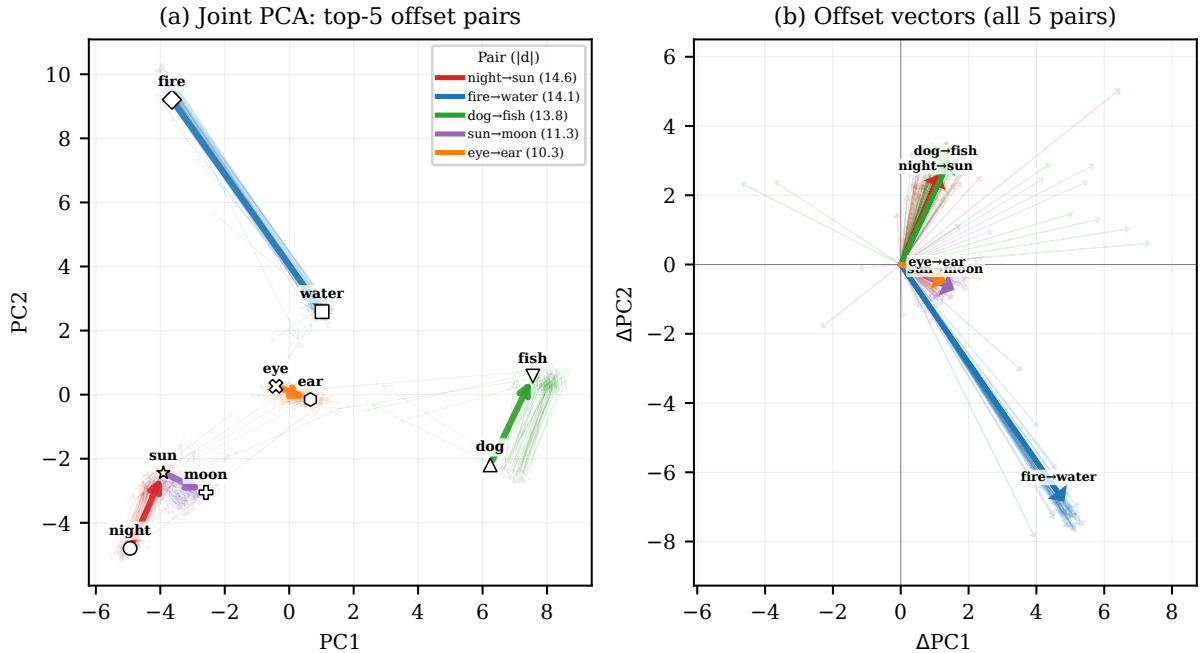 (a) Joint PCA: top-5 offset pairs
10
8
6
4
2
0
−2
−4
−6
−4
−2
0
2
4
6
8
PC1
PC2
Pair (|d|)
night→sun (14.6)
fire→water (14.1)
dog→fish (13.8)
sun→moon (11.3)
eye→ear (10.3)
fire
water
eye
ear
fish
dog
sun
moon
night
(b) Offset vectors (all 5 pairs)
6
4
2
0
−2
−4
−6
−8
−6
−4
−2
0
2
4
6
8
ΔPC1
ΔPC2
dog→fish
night→sun
eye→ear
sun→moon
fire→water